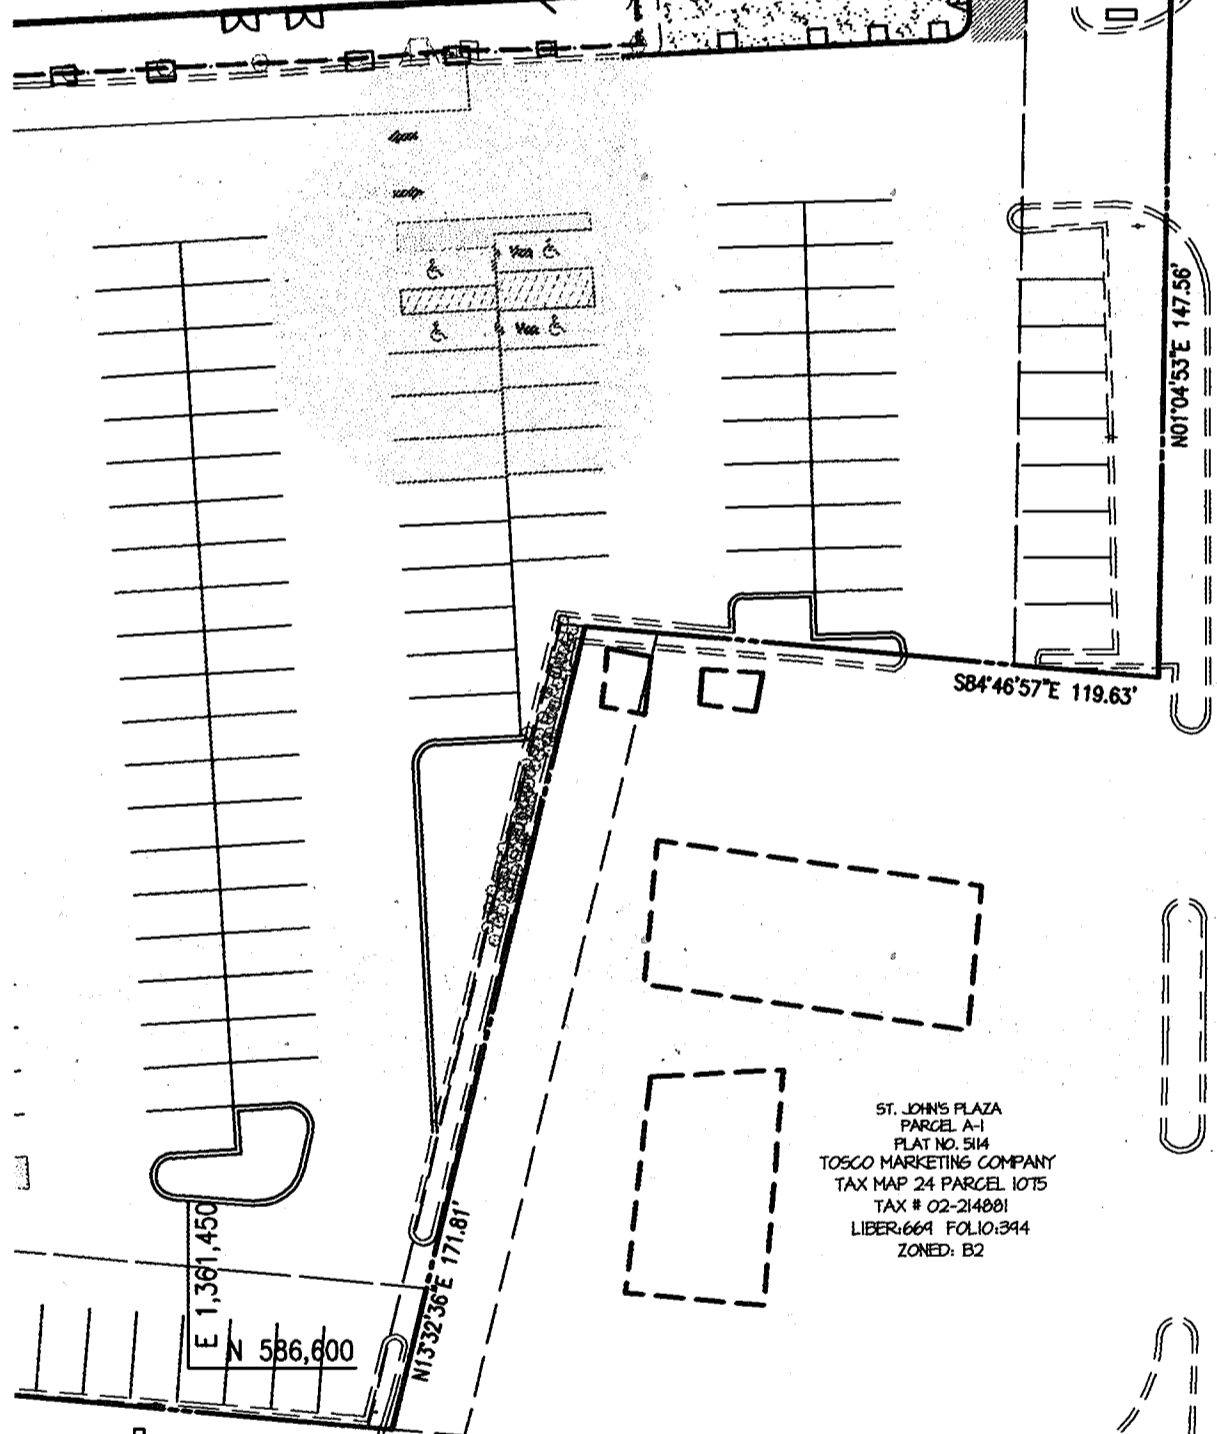 N01°04'53"E 147.56'
S84°46'57"E 119.63'
ST. JOHN'S PLAZA
PARCEL A-1
PLAT NO. 5114
TOSCO MARKETING COMPANY
TAX MAP 24 PARCEL 1075
TAX # 02-214881
LIBER:669 FOLIO:394
ZONED: B2
N13°32'36"E 171.81'
E 1,361,450
N 586,600